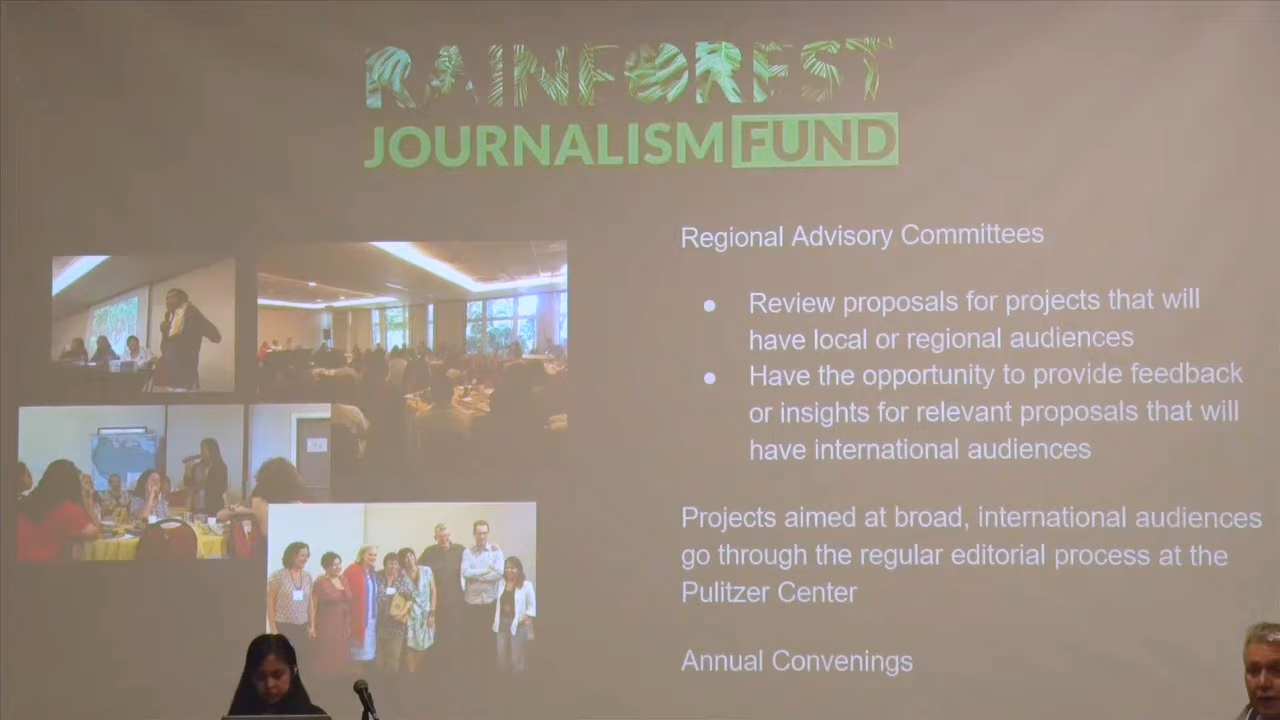 RAINFOREST
JOURNALISM FUND
Regional Advisory Committees
● Review proposals for projects that will
have local or regional audiences
● Have the opportunity to provide feedback
or insights for relevant proposals that will
have international audiences
Projects aimed at broad, international audiences
go through the regular editorial process at the
Pulitzer Center
Annual Convenings